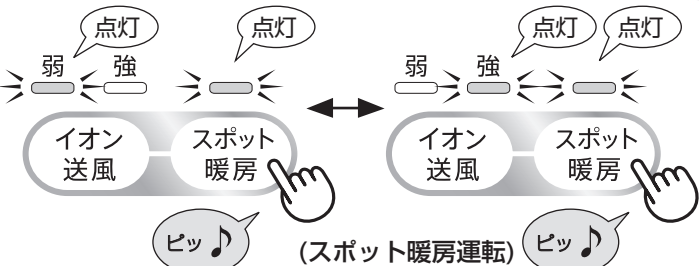 点灯 点灯 点灯 点灯
弱 強 弱 強
イオン
送風
スポット
暖房
イオン
送風
スポット
暖房
ピッ♪ (スポット暖房運転) ピッ♪